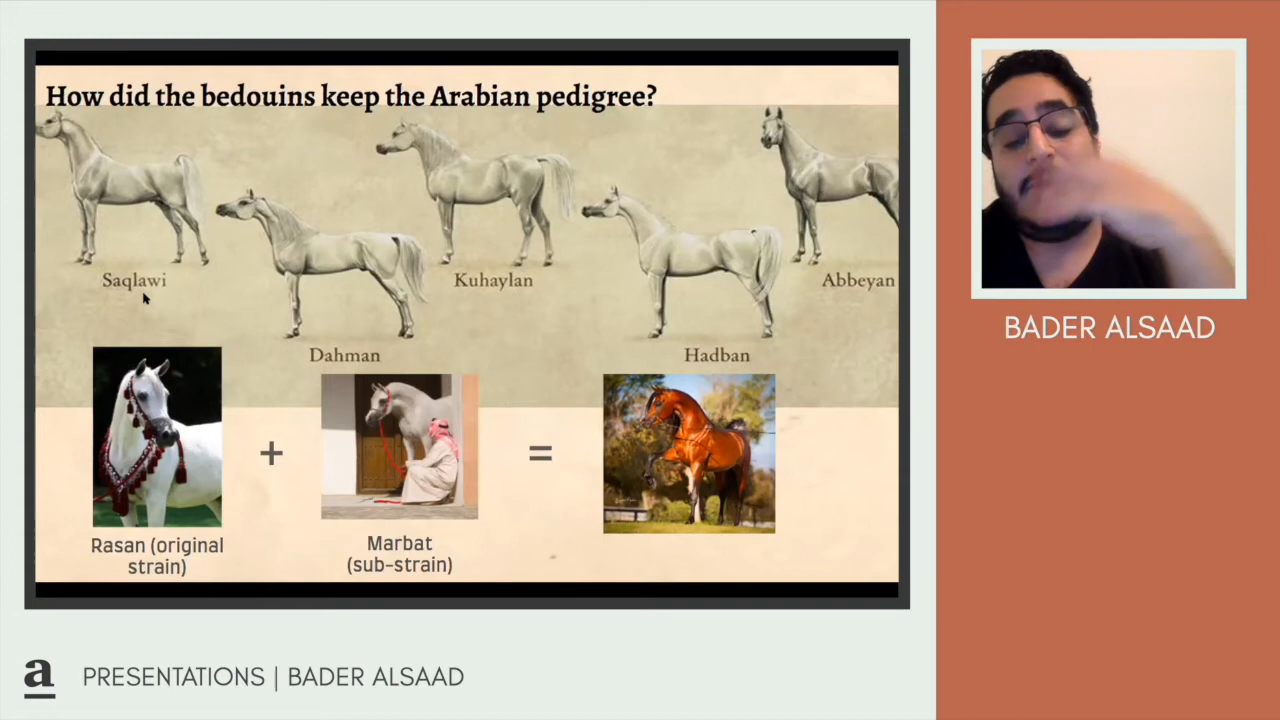 How did the bedouins keep the Arabian pedigree?
Saqlawi
Kuhaylan
Abbeyan
Dahman
Hadban
+
=
Rasan (original
strain)
Marbat
(sub-strain)
BADER ALSAAD
a PRESENTATIONS | BADER ALSAAD